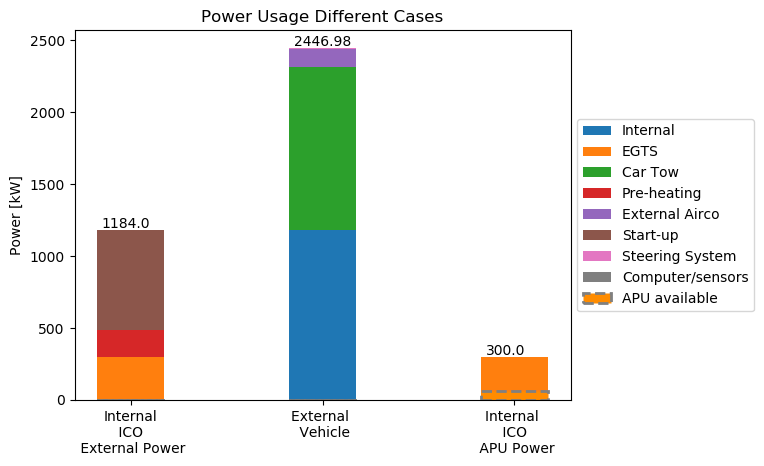 Power Usage Different Cases
2500
2000
1500
1000
500
0
Power [kW]
1184.0
2446.98
300.0
Internal
ICO
External Power
External
Vehicle
Internal
ICO
APU Power
Internal
EGTS
Car Tow
Pre-heating
External Airco
Start-up
Steering System
Computer/sensors
APU available